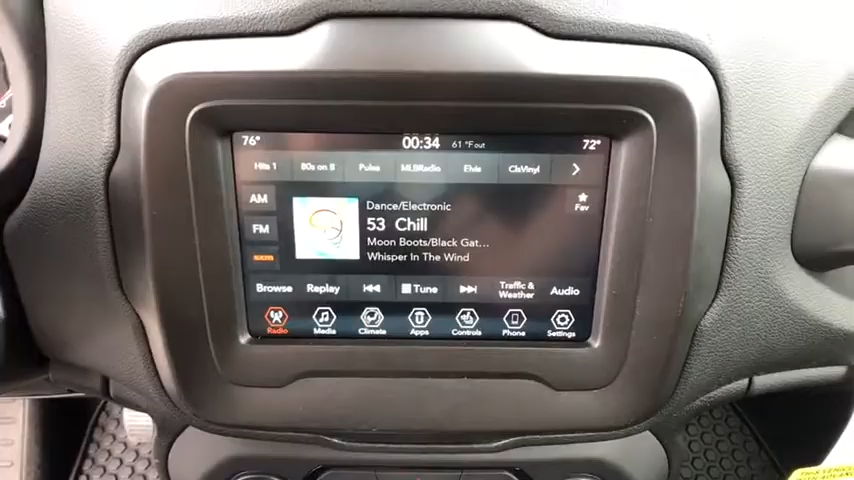 76° 00:34 61°Fout 72°
Hits 1 80s on 8 Pulse MLBRadio Elvis ClsVinyl
AM
FM
Dance/Electronic
53 Chill
Moon Boots/Black Gat...
Whisper In The Wind
Fav
Browse Replay Tune Traffic & Weather Audio
Radio Media Climate Apps Controls Phone Settings